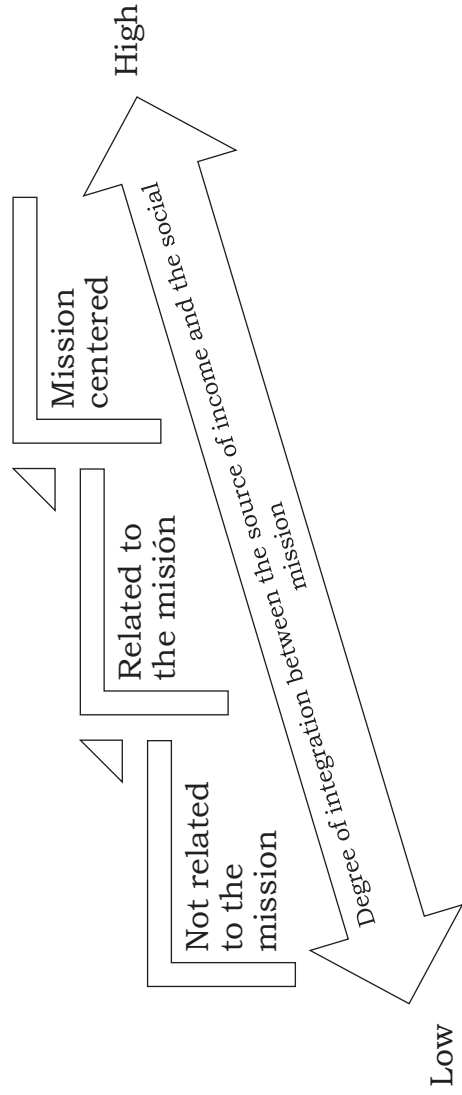 High
Mission
centered
Related to
the misión
Not related
to the
mission
Degree of integration between the source of income and the social
mission
Low